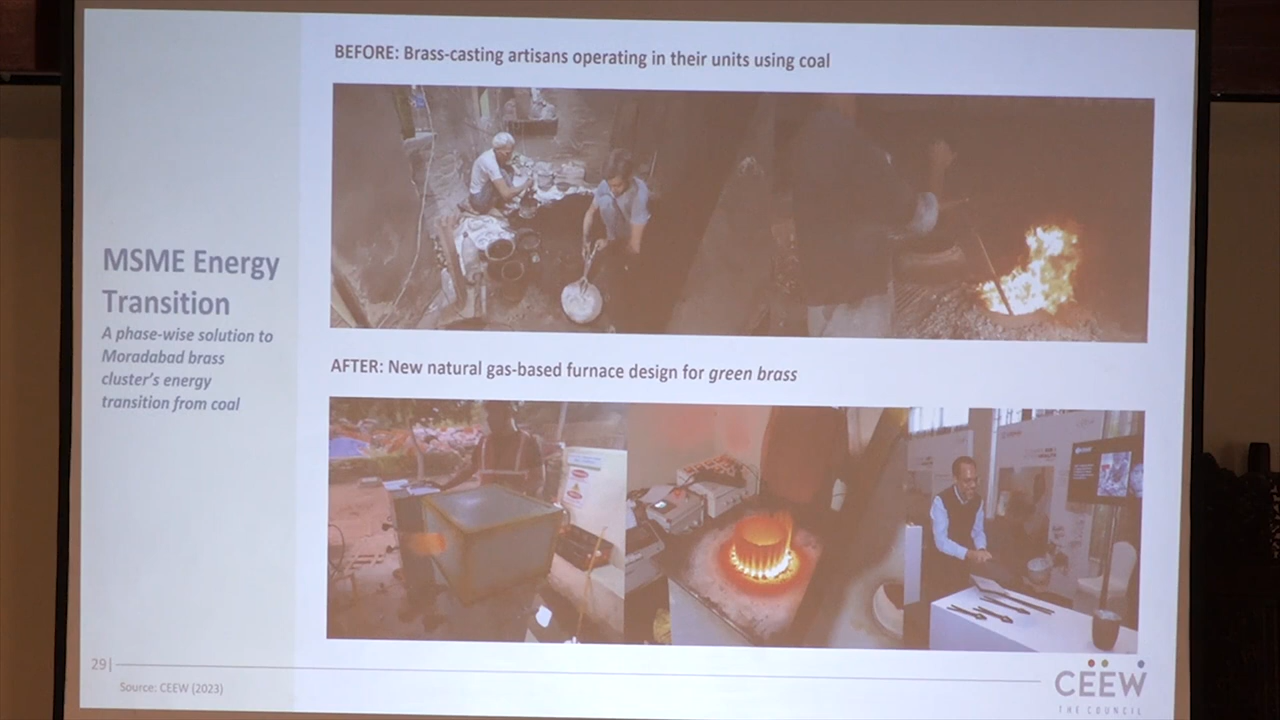 BEFORE: Brass-casting artisans operating in their units using coal
MSME Energy
Transition
A phase-wise solution to
Moradabad brass
cluster's energy
transition from coal
AFTER: New natural gas-based furnace design for green brass
CEEW
29|
Source: CEEW (2023)
CEEW
THE COUNCIL